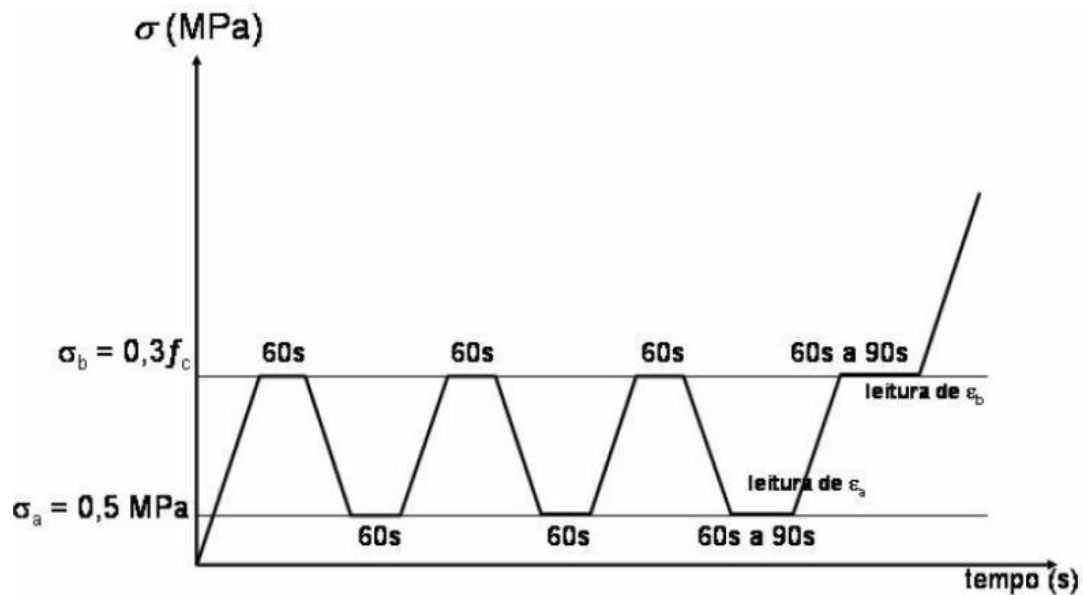 σ (MPa)
60s 60s 60s 60s a 90s
σb = 0,3fc
leitura de εb
leitura de εa
σa = 0,5 MPa
60s 60s 60s a 90s
tempo (s)